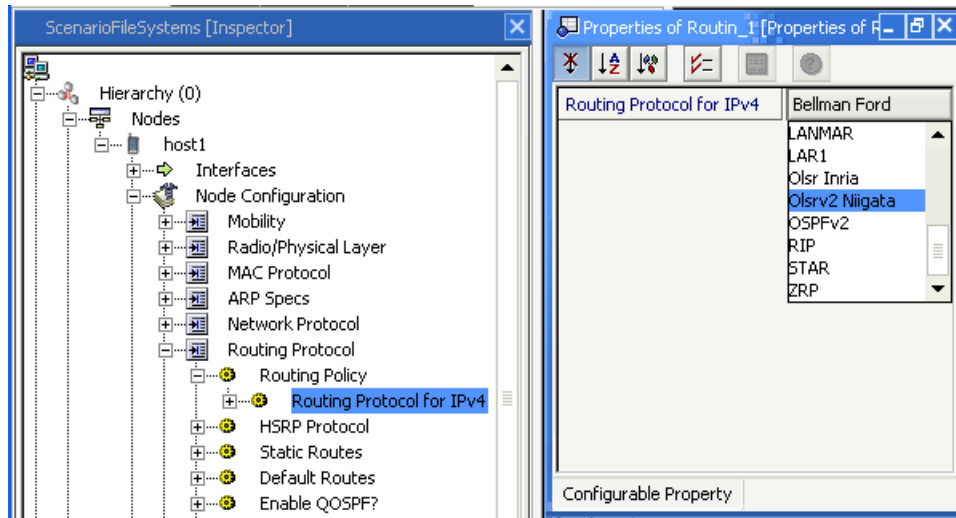 ScenarioFileSystems [Inspector]
Hierarchy (0)
Nodes
host1
Interfaces
Node Configuration
Mobility
Radio/Physical Layer
MAC Protocol
ARP Specs
Network Protocol
Routing Protocol
Routing Policy
Routing Protocol for IPv4
HSRP Protocol
Static Routes
Default Routes
Enable QOSPF?
Properties of Routin_1 [Properties of R
Routing Protocol for IPv4
Bellman Ford
LANMAR
LAR1
Olsr Inria
Olsrv2 Niigata
OSPFv2
RIP
STAR
ZRP
Configurable Property